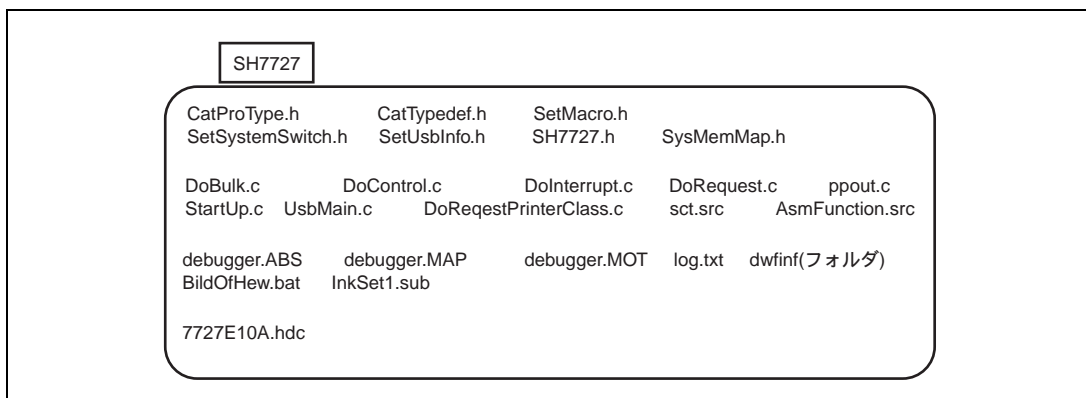 SH7727
CatProType.h CatTypedef.h SetMacro.h
SetSystemSwitch.h SetUsbInfo.h SH7727.h SysMemMap.h
DoBulk.c DoControl.c DoInterrupt.c DoRequest.c ppout.c
StartUp.c UsbMain.c DoReqestPrinterClass.c sct.src AsmFunction.src
debugger.ABS debugger.MAP debugger.MOT log.txt dwfinf(フォルダ)
BildOfHew.bat InkSet1.sub
7727E10A.hdc